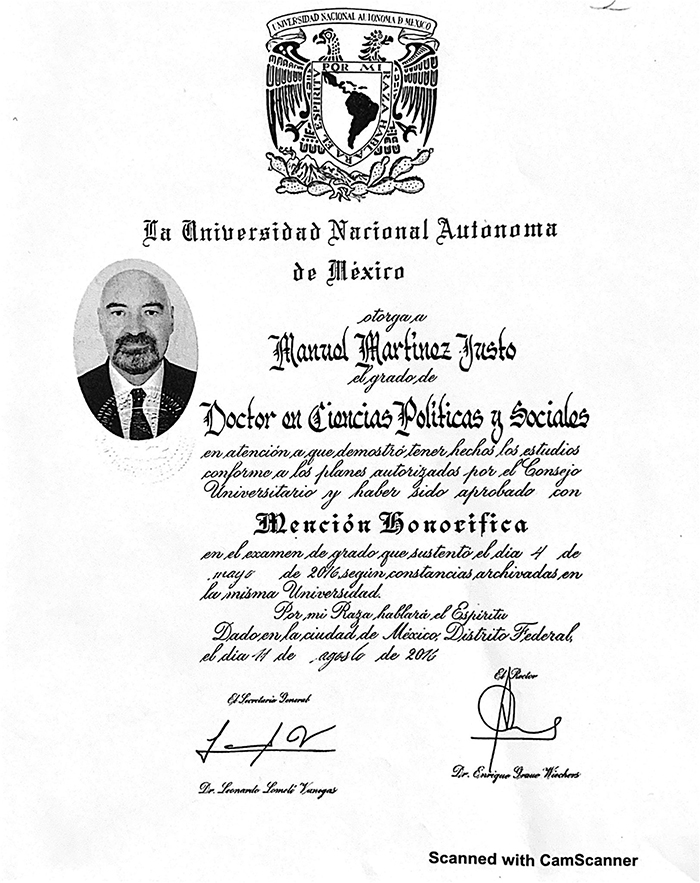 UNIVERSIDAD NACIONAL AUTONOMA D MEXICO
POR MI RAZA HABLARA EL ESPIRITU
La Universidad Nacional Autónoma
de México
otorga a
Manuel Martínez Justo
el grado de
Doctor en Ciencias Políticas y Sociales
en atención a que demostró tener hechos los estudios
conforme a los planes autorizados por el Consejo
Universitario y haber sido aprobado con
Mención Honorífica
en el examen de grado que sustentó el día 4 de
mayo de 2016, según constancias archivadas en
la misma Universidad.
Por mi Raza hablará el Espíritu
Dado en la ciudad de México, Distrito Federal,
el día 11 de agosto de 2016
El Secretario General
El Rector
Dr. Leonardo Lomelí Vanegas
Dr. Enrique Graue Wiechers
Scanned with CamScanner